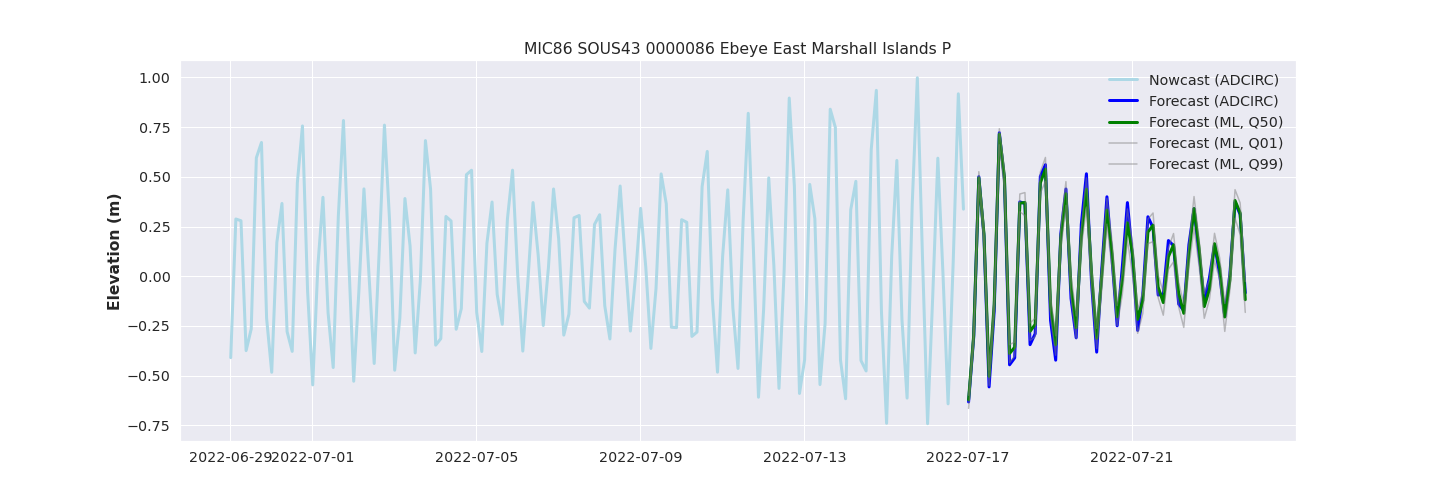 MIC86 SOUS43 0000086 Ebeye East Marshall Islands P
Elevation (m)
1.00
0.75
0.50
0.25
0.00
−0.25
−0.50
−0.75
Nowcast (ADCIRC)
Forecast (ADCIRC)
Forecast (ML, Q50)
Forecast (ML, Q01)
Forecast (ML, Q99)
2022-06-29 2022-07-01 2022-07-05 2022-07-09 2022-07-13 2022-07-17 2022-07-21